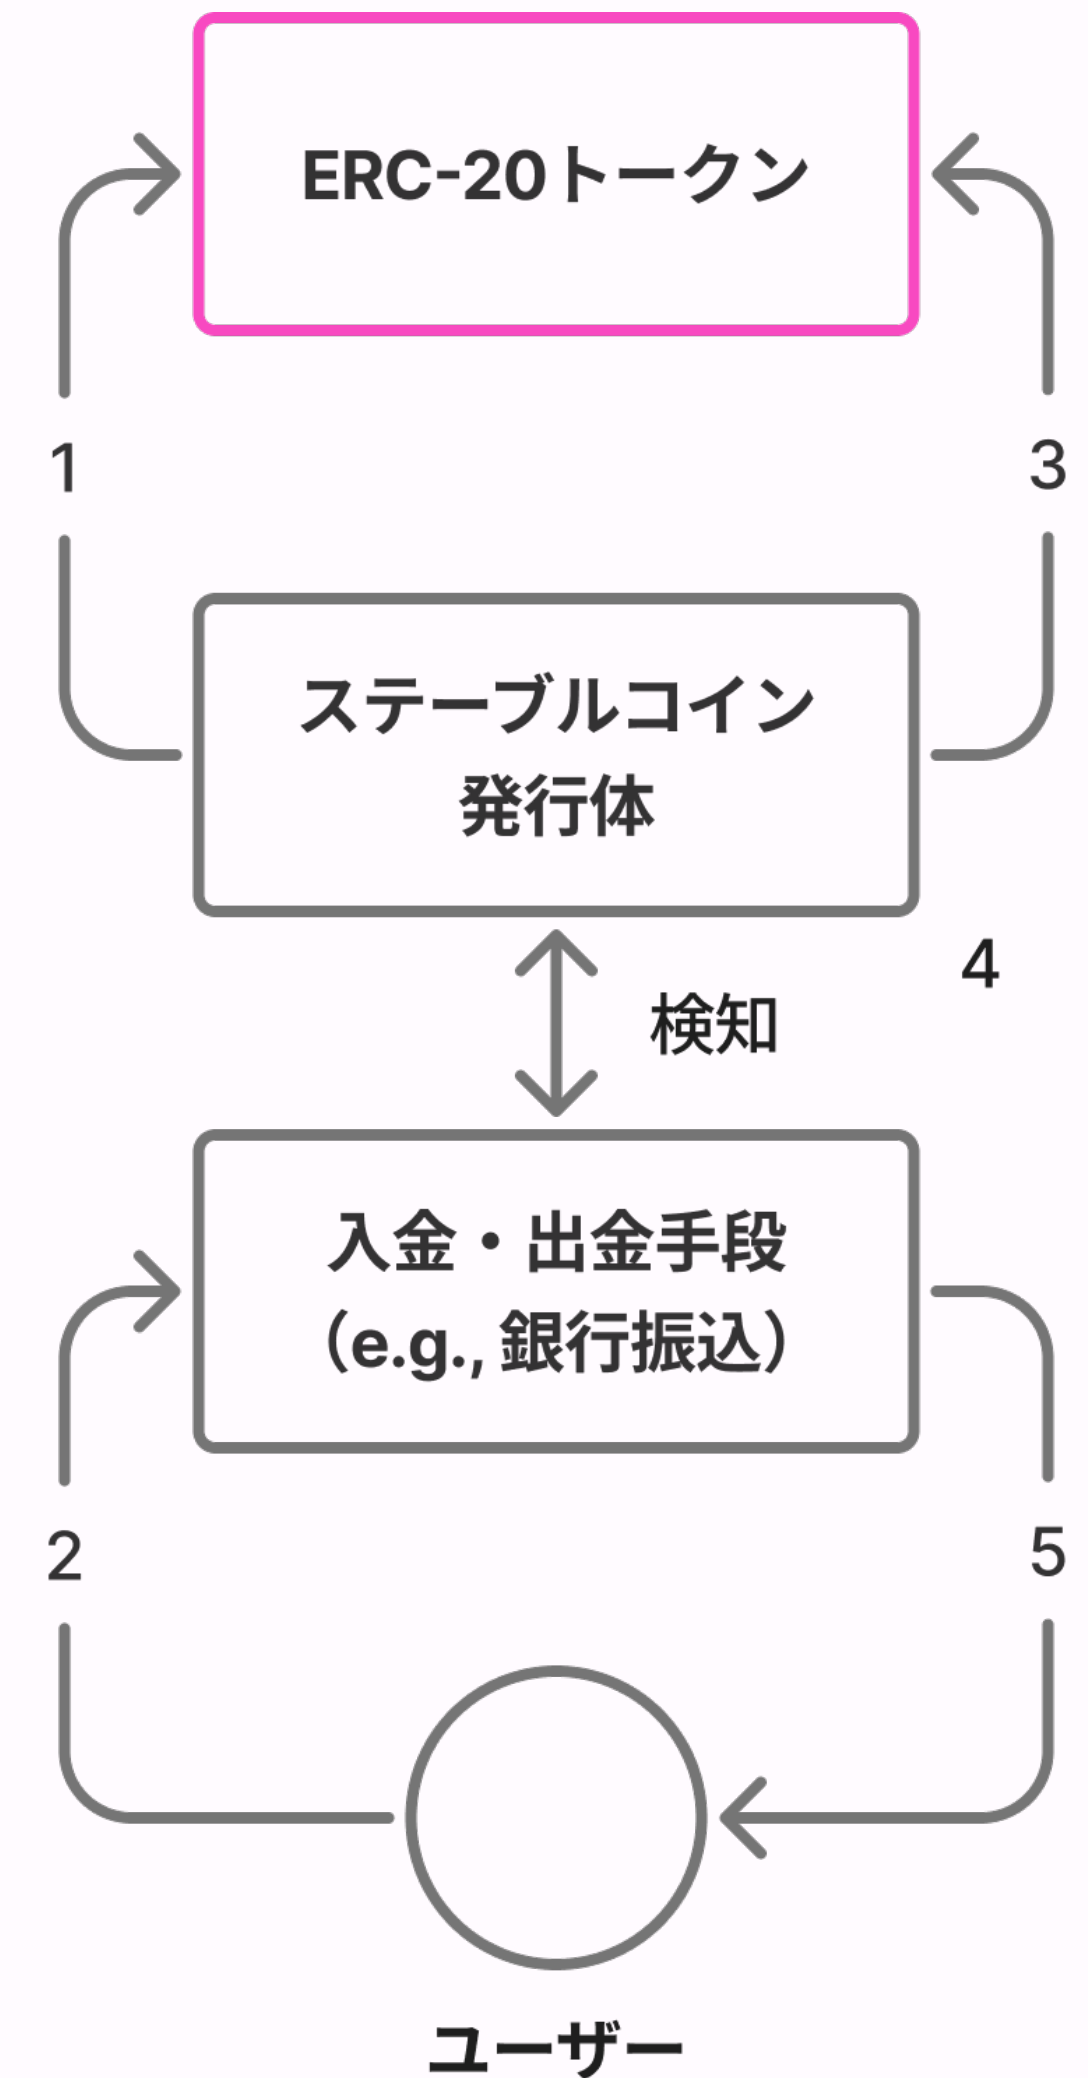 ERC-20トークン
1
3
ステーブルコイン
発行体
4
検知
入金・出金手段
（e.g., 銀行振込）
2
5
ユーザー